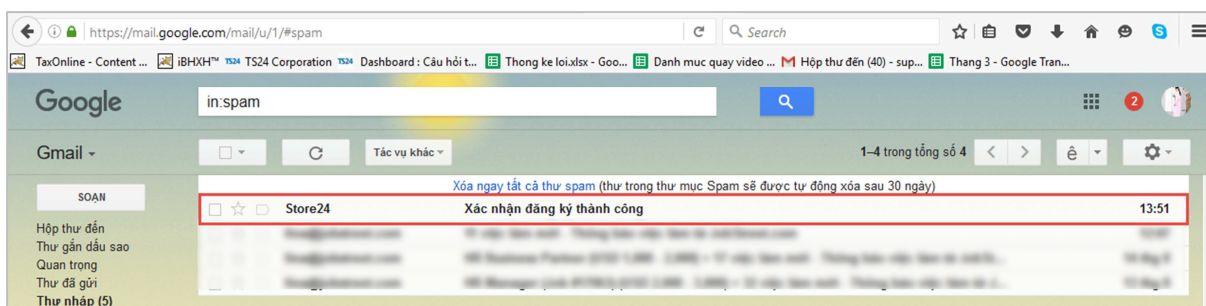 https://mail.google.com/mail/u/1/#spam
Search
TaxOnline - Content ... iBHXH™ TS24 TS24 Corporation TS24 Dashboard : Câu hỏi t... Thong ke loi.xlsx - Goo... Danh muc quay video ... Hộp thư đến (40) - sup... Thang 3 - Google Tran...
Google in:spam 2
Gmail Tác vụ khác 1–4 trong tổng số 4 ê
Xóa ngay tất cả thư spam (thư trong thư mục Spam sẽ được tự động xóa sau 30 ngày)
SOẠN
Store24 Xác nhận đăng ký thành công 13:51
Hộp thư đến
Thư gắn dấu sao
Quan trọng
Thư đã gửi
Thư nháp (5)